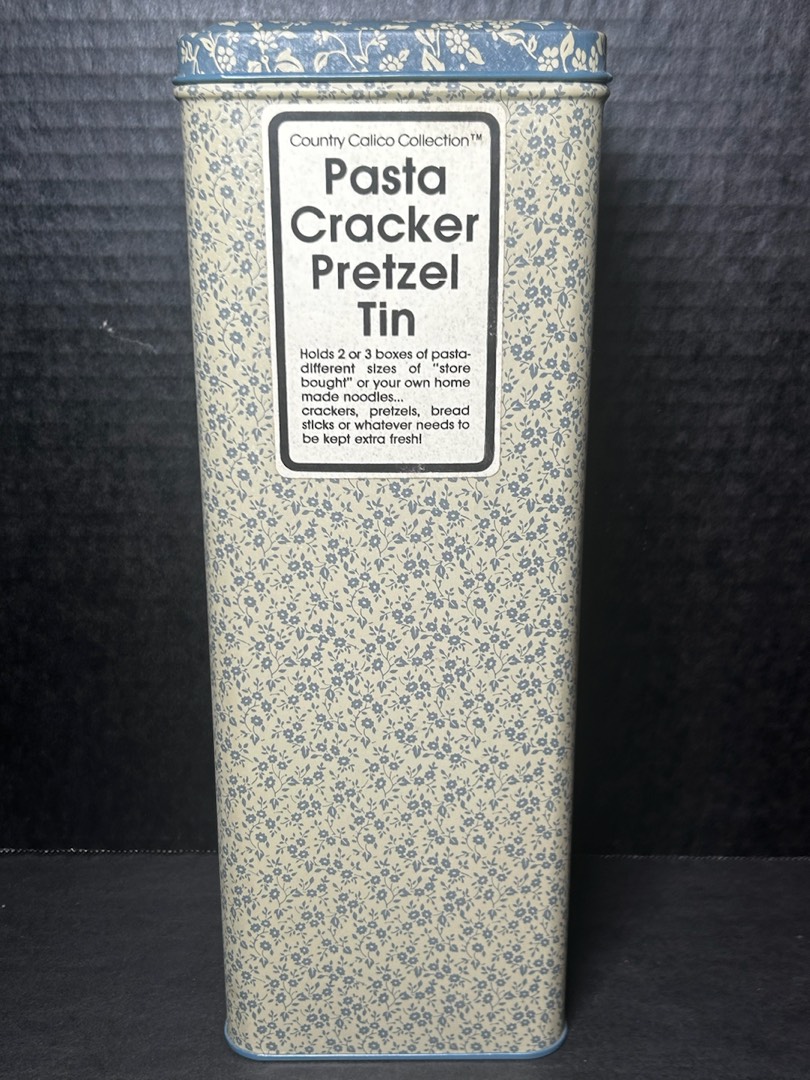 Country Calico Collection™
Pasta
Cracker
Pretzel
Tin
Holds 2 or 3 boxes of pasta-
different sizes of "store
bought" or your own home
made noodles...
crackers, pretzels, bread
sticks or whatever needs to
be kept extra fresh!